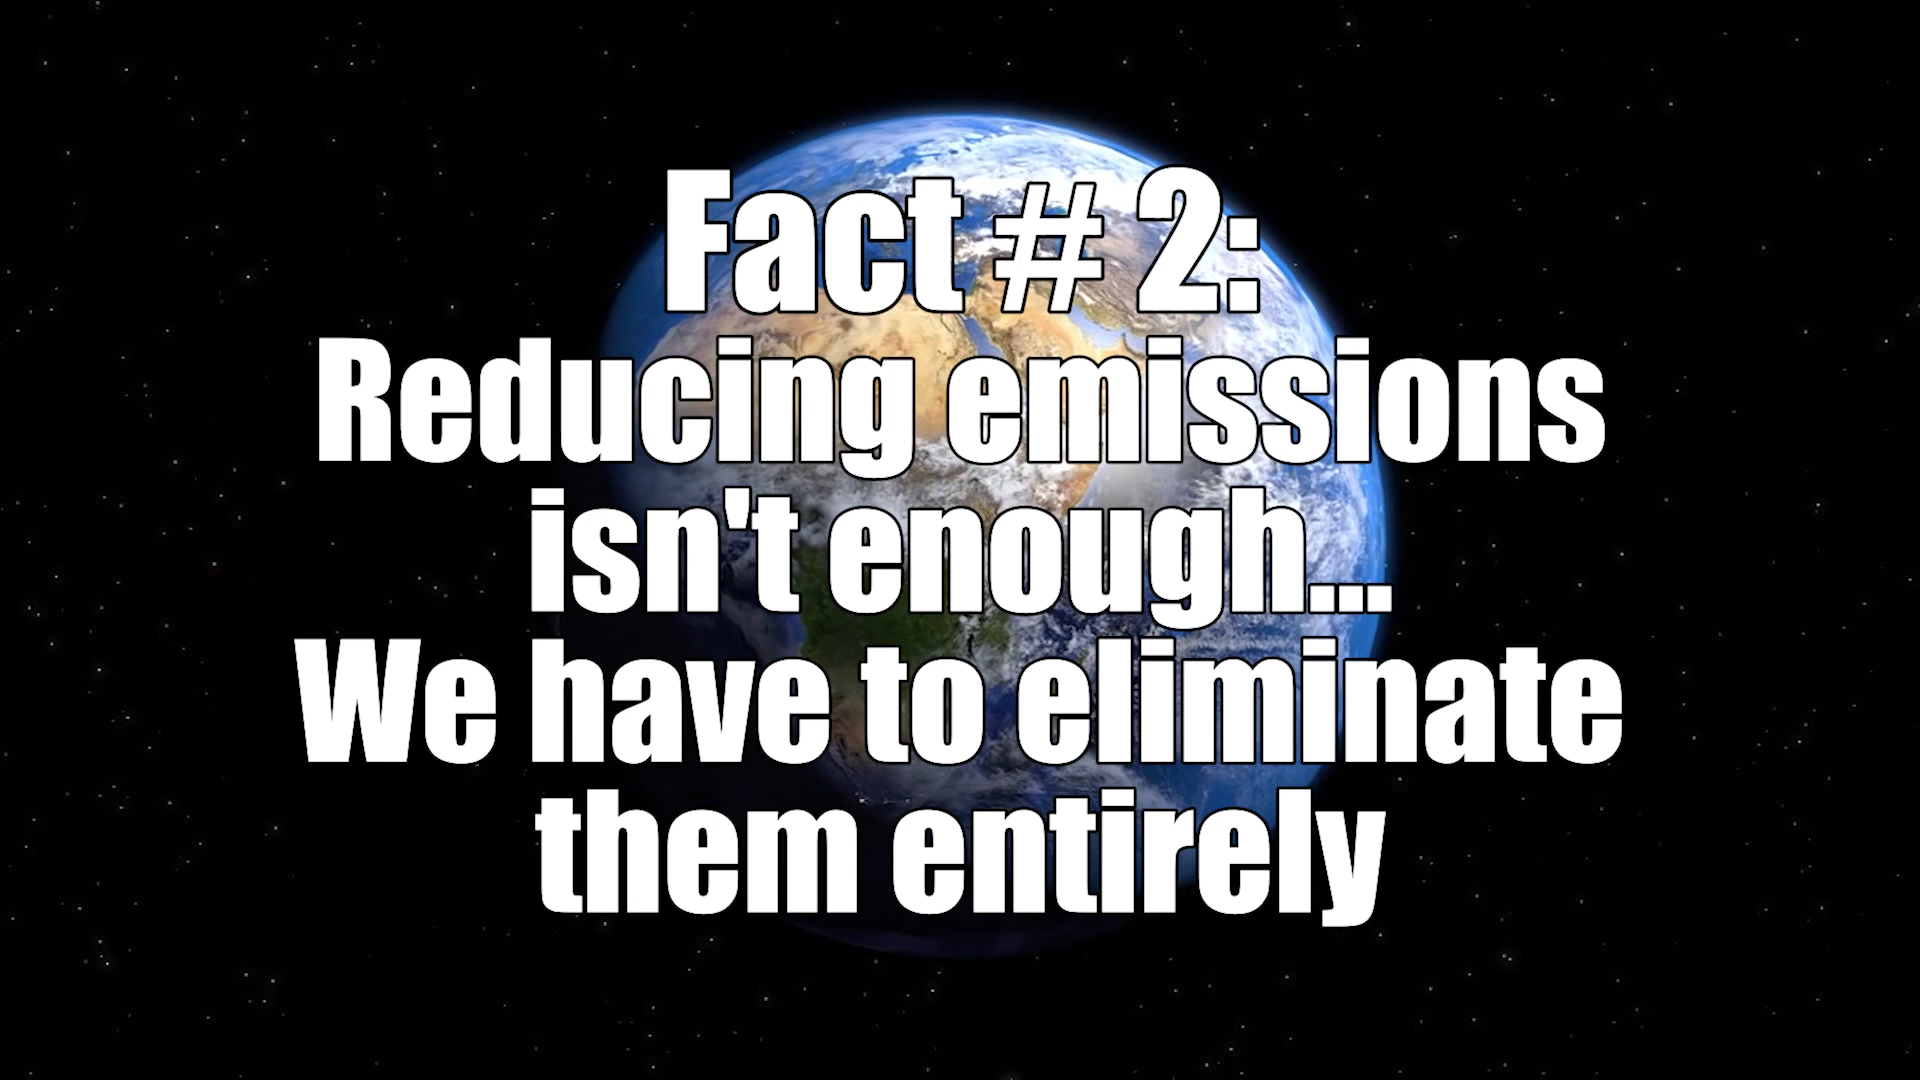 Fact # 2:
Reducing emissions
isn't enough...
We have to eliminate
them entirely